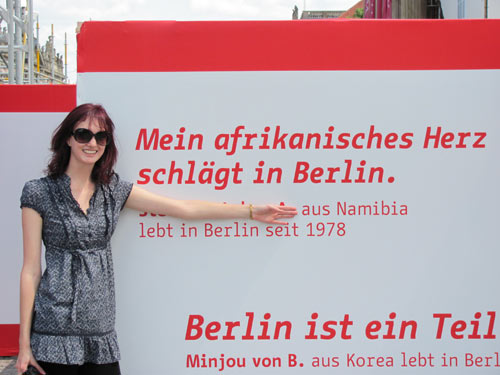 Mein afrikanisches Herz
schlägt in Berlin.
aus Namibia
lebt in Berlin seit 1978
Berlin ist ein Teil
Minjou von B. aus Korea lebt in Berl